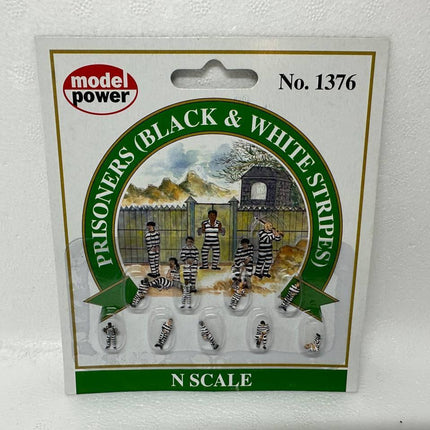 model
power
No. 1376
PRISONERS (BLACK & WHITE STRIPES)
N SCALE